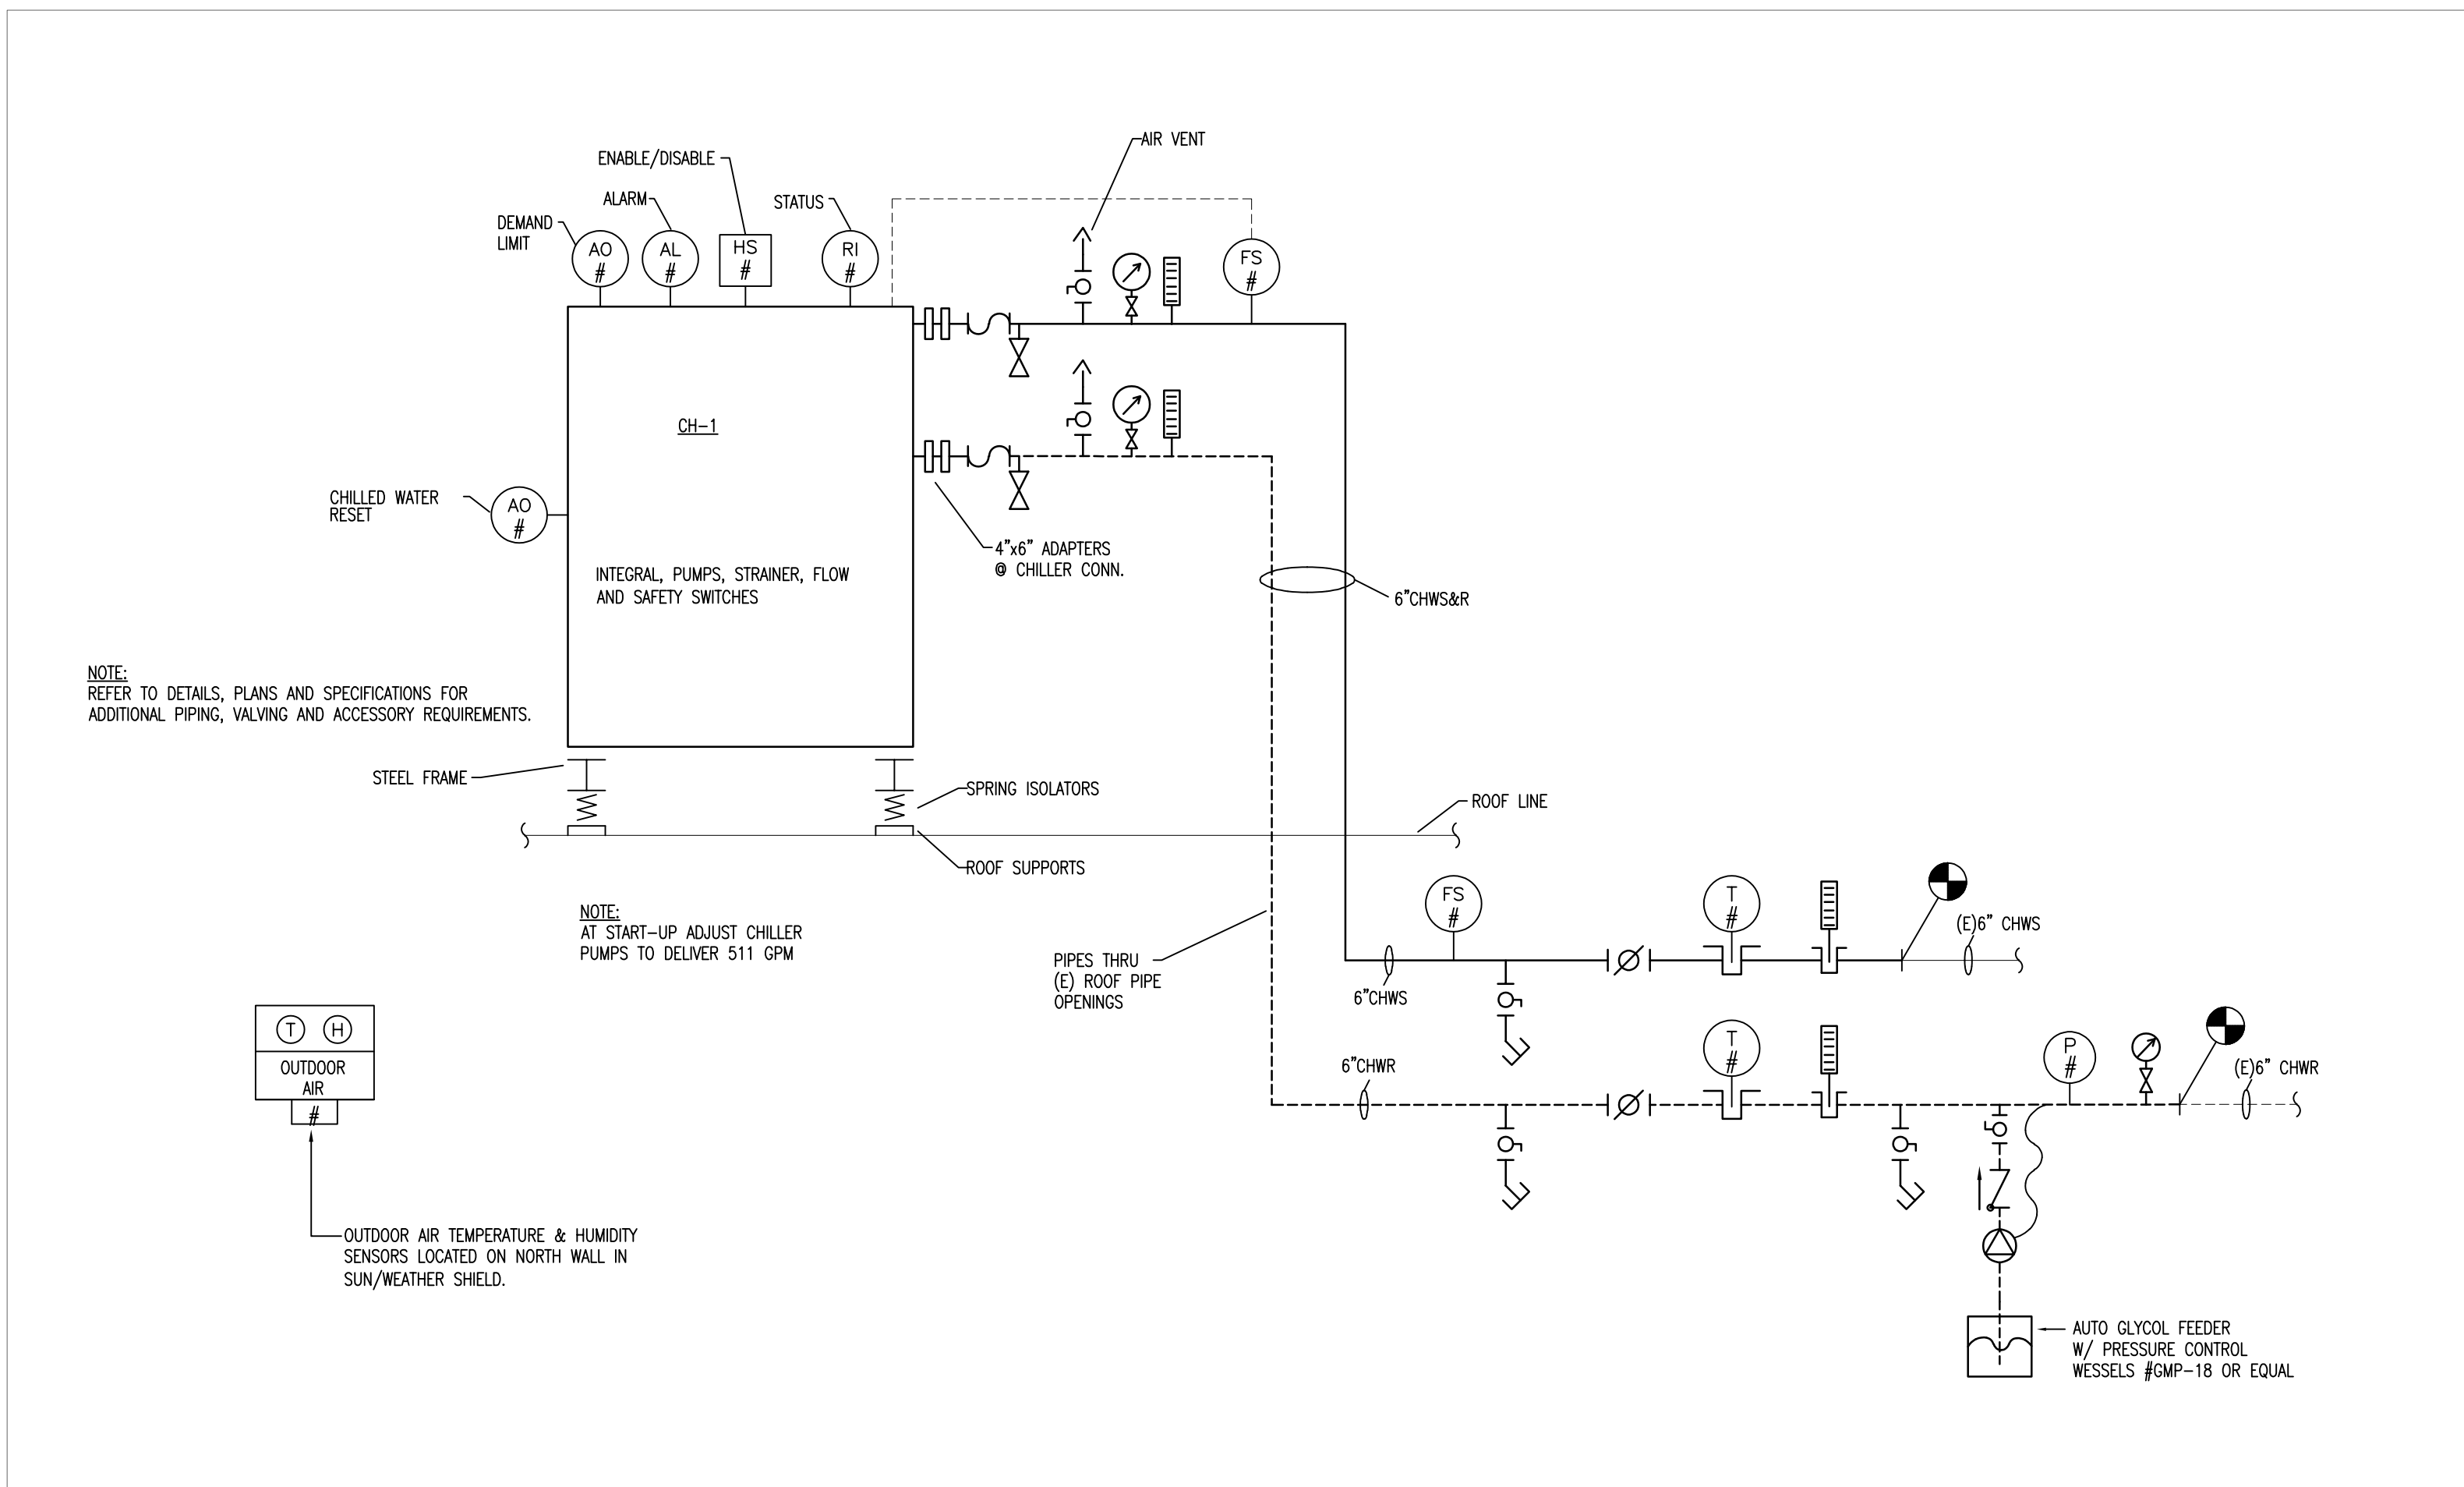 AIR VENT
ENABLE/DISABLE
ALARM
STATUS
DEMAND
LIMIT
AO
#
AL
#
HS
#
RI
#
FS
#
CH-1
CHILLED WATER
RESET
AO
#
4"x6" ADAPTERS
@ CHILLER CONN.
INTEGRAL, PUMPS, STRAINER, FLOW
AND SAFETY SWITCHES
6"CHWS&R
NOTE:
REFER TO DETAILS, PLANS AND SPECIFICATIONS FOR
ADDITIONAL PIPING, VALVING AND ACCESSORY REQUIREMENTS.
STEEL FRAME
SPRING ISOLATORS
ROOF LINE
ROOF SUPPORTS
NOTE:
AT START-UP ADJUST CHILLER
PUMPS TO DELIVER 511 GPM
FS
#
T
#
(E)6" CHWS
PIPES THRU
(E) ROOF PIPE
OPENINGS
6"CHWS
T H
OUTDOOR
AIR
#
6"CHWR
T
#
P
#
(E)6" CHWR
OUTDOOR AIR TEMPERATURE & HUMIDITY
SENSORS LOCATED ON NORTH WALL IN
SUN/WEATHER SHIELD.
AUTO GLYCOL FEEDER
W/ PRESSURE CONTROL
WESSELS #GMP-18 OR EQUAL